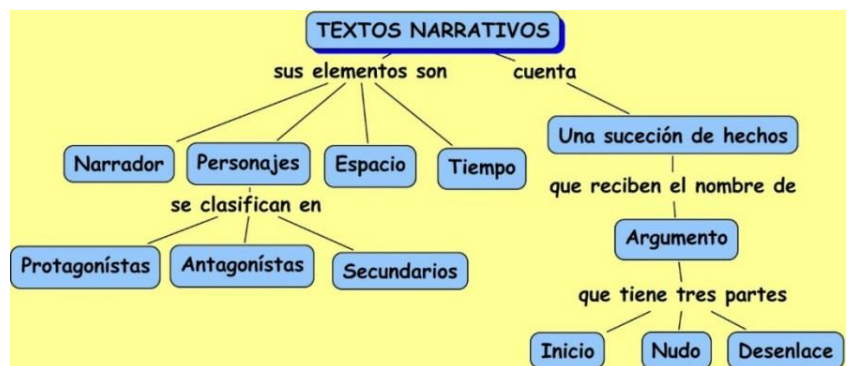 TEXTOS NARRATIVOS
sus elementos son
cuenta
Narrador
Personajes
Espacio
Tiempo
Una suceción de hechos
se clasifican en
que reciben el nombre de
Protagonístas
Antagonístas
Secundarios
Argumento
que tiene tres partes
Inicio
Nudo
Desenlace